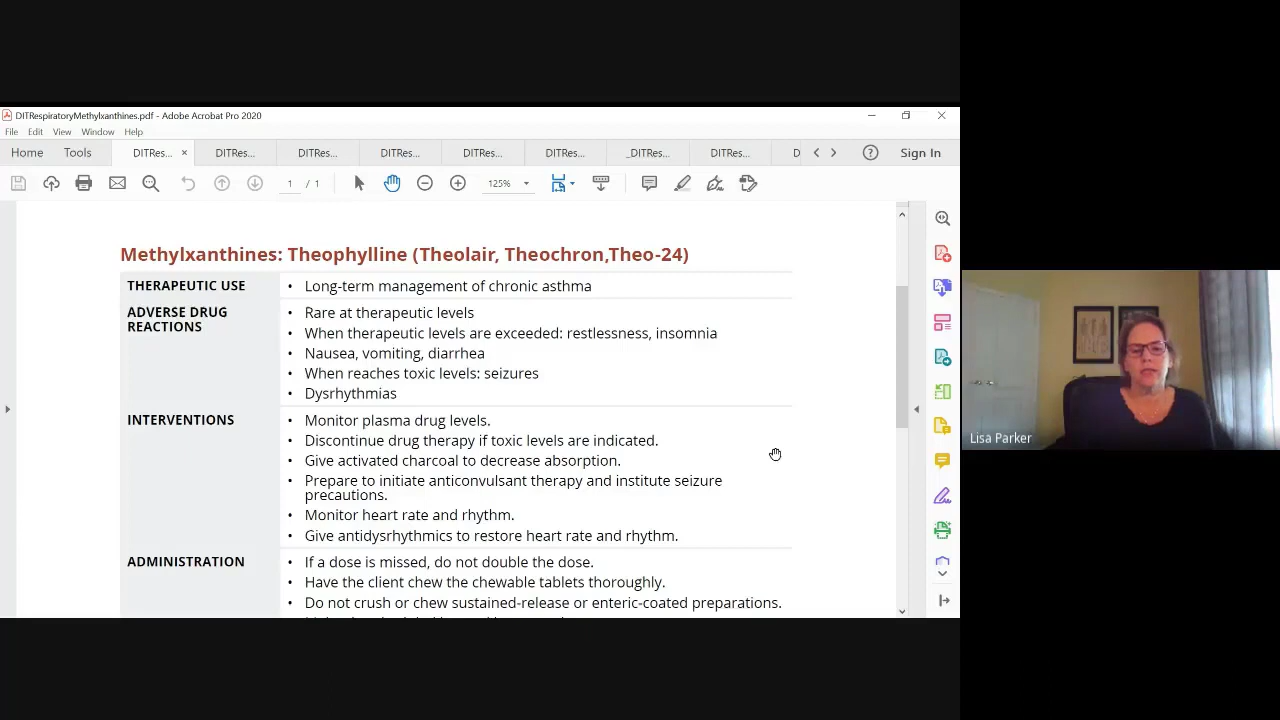 DITRespiratoryMethylxanthines.pdf - Adobe Acrobat Pro 2020
File Edit View Window Help
Home Tools DITRes... × DITRes... DITRes... DITRes... DITRes... DITRes... _DITRes... DITRes... D Sign In
1 / 1 125%
Methylxanthines: Theophylline (Theolair, Theochron,Theo-24)
THERAPEUTIC USE
• Long-term management of chronic asthma
ADVERSE DRUG
REACTIONS
• Rare at therapeutic levels
• When therapeutic levels are exceeded: restlessness, insomnia
• Nausea, vomiting, diarrhea
• When reaches toxic levels: seizures
• Dysrhythmias
INTERVENTIONS
• Monitor plasma drug levels.
• Discontinue drug therapy if toxic levels are indicated.
• Give activated charcoal to decrease absorption.
• Prepare to initiate anticonvulsant therapy and institute seizure
precautions.
• Monitor heart rate and rhythm.
• Give antidysrhythmics to restore heart rate and rhythm.
ADMINISTRATION
• If a dose is missed, do not double the dose.
• Have the client chew the chewable tablets thoroughly.
• Do not crush or chew sustained-release or enteric-coated preparations.
Lisa Parker